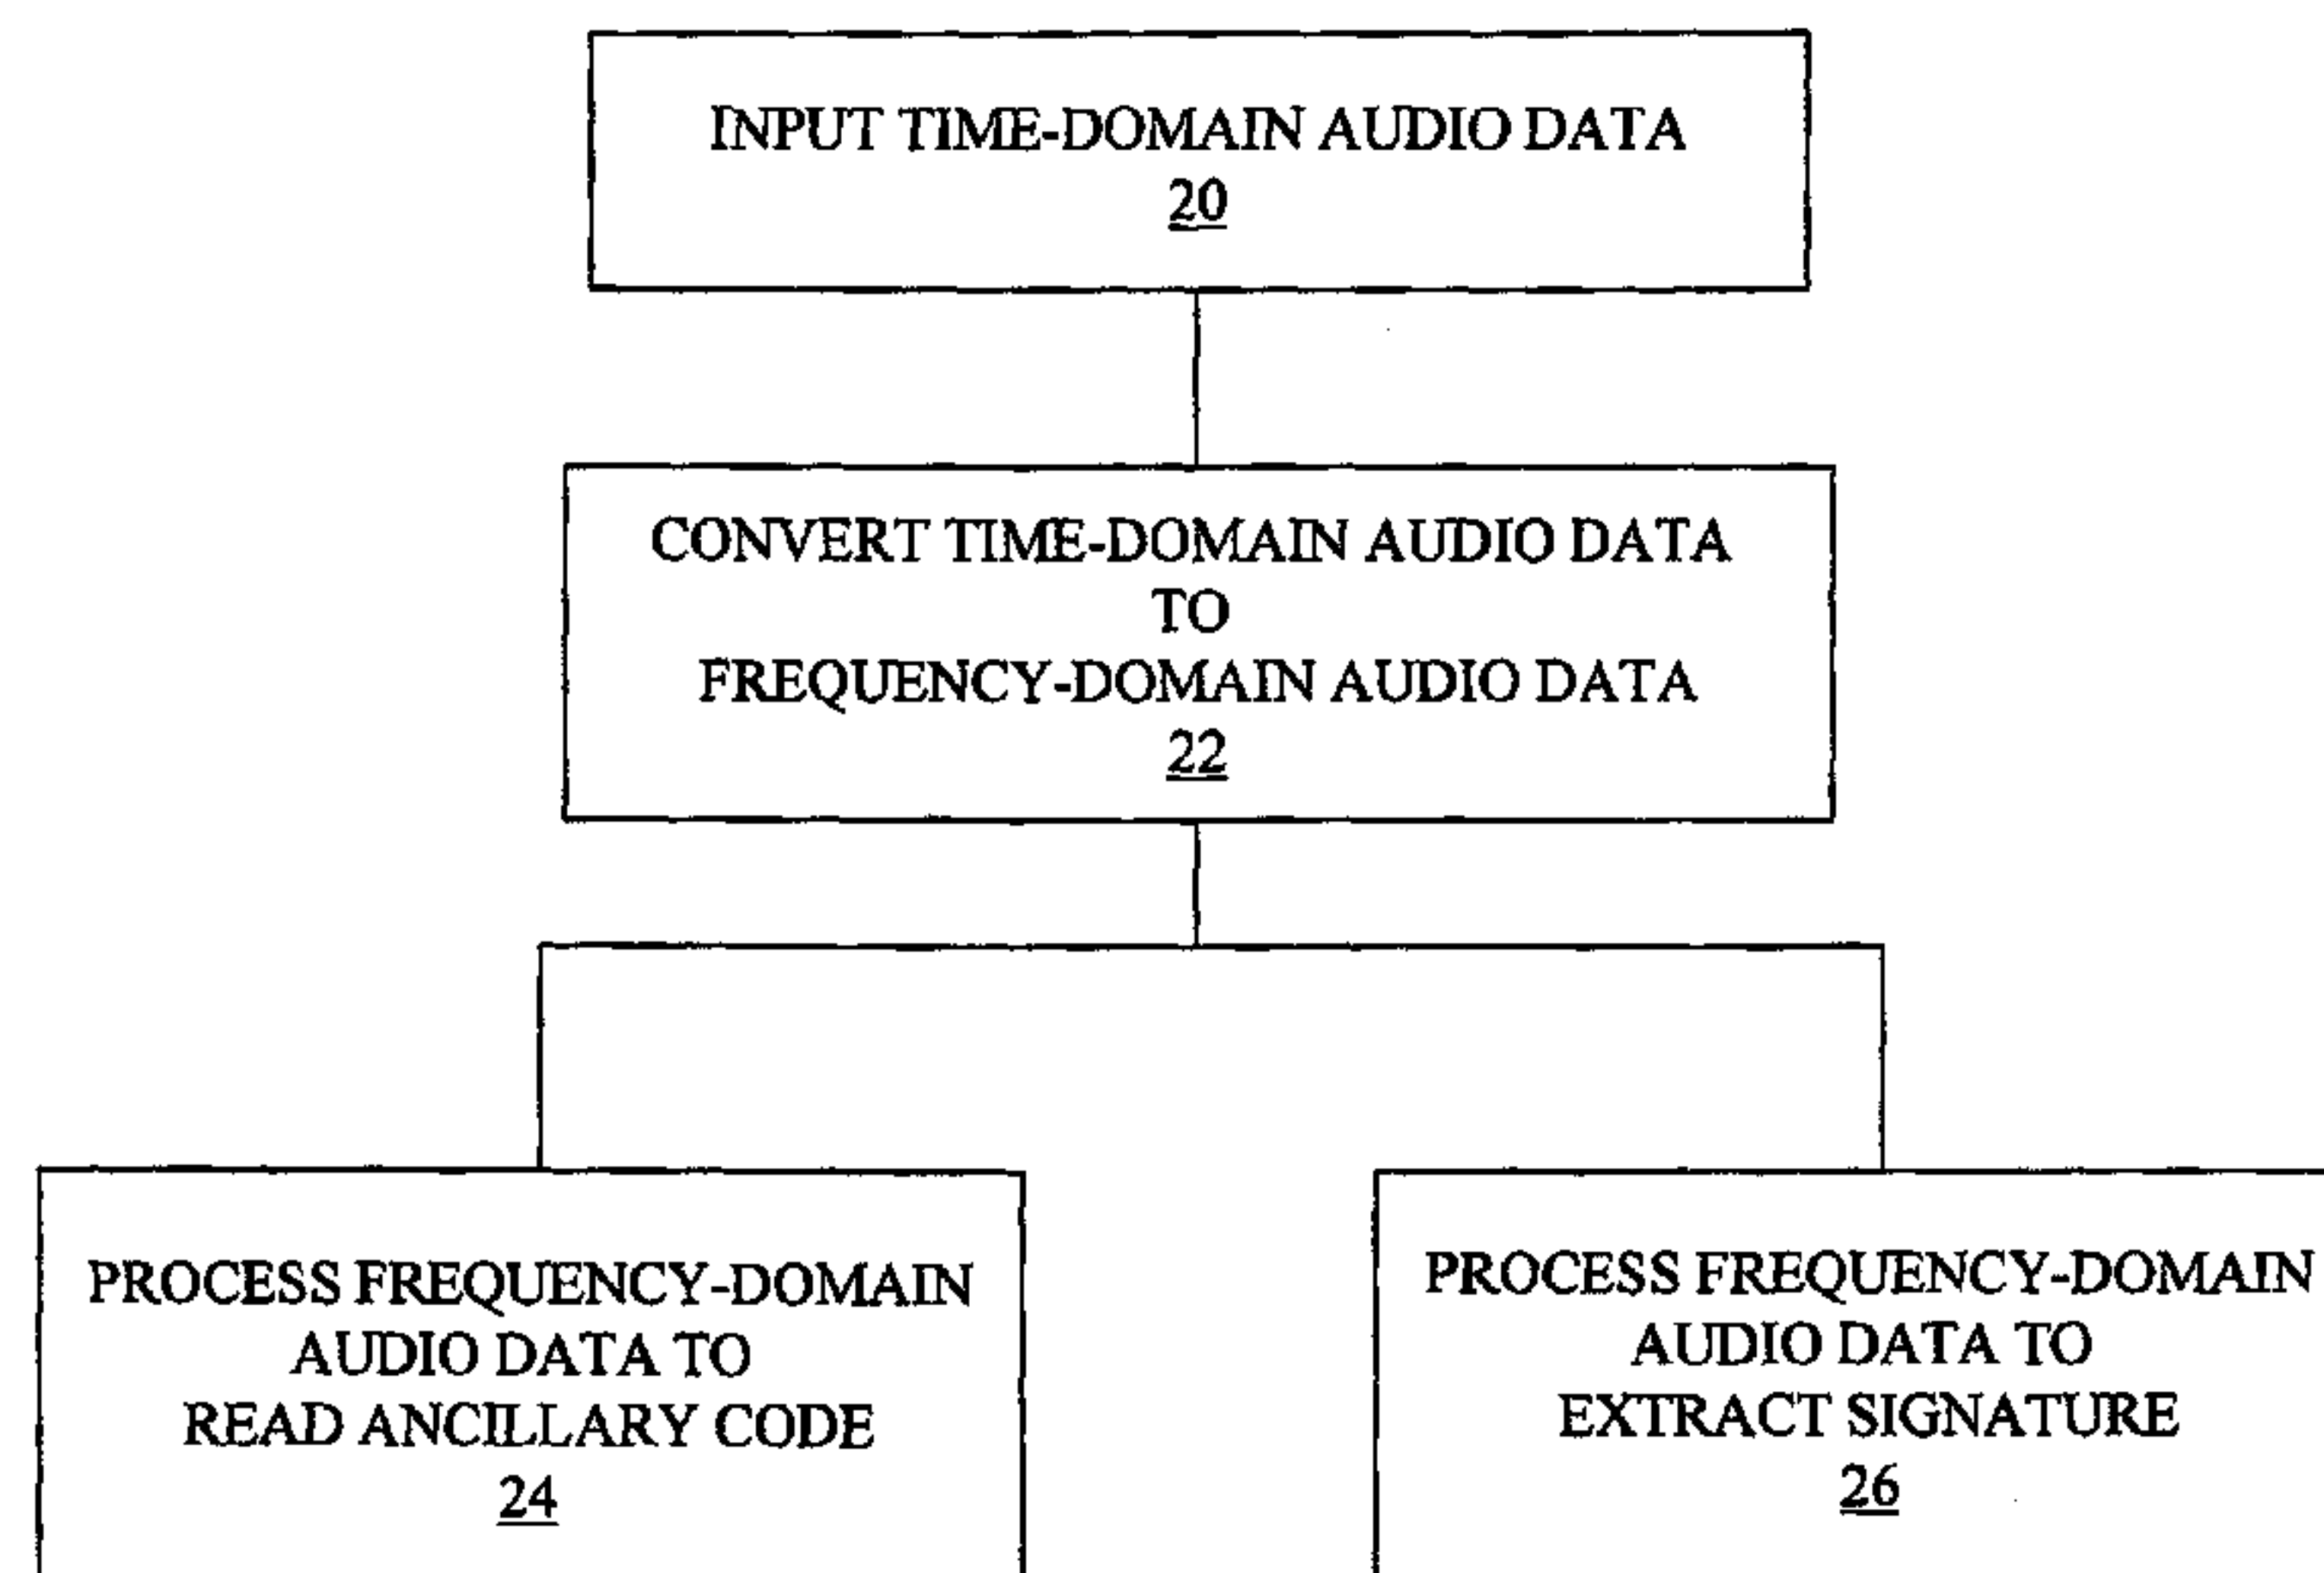 INPUT TIME-DOMAIN AUDIO DATA
20
CONVERT TIME-DOMAIN AUDIO DATA
TO
FREQUENCY-DOMAIN AUDIO DATA
22
PROCESS FREQUENCY-DOMAIN
AUDIO DATA TO
READ ANCILLARY CODE
24
PROCESS FREQUENCY-DOMAIN
AUDIO DATA TO
EXTRACT SIGNATURE
26